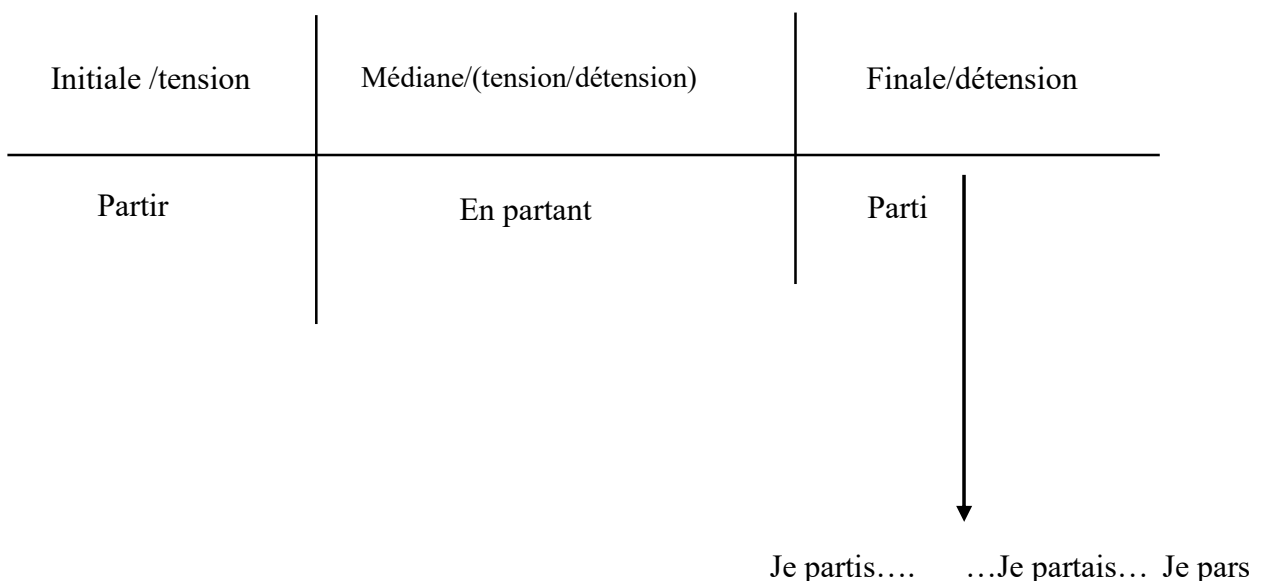 Initiale /tension Médiane/(tension/détension) Finale/détension
Partir En partant Parti
Je partis…. …Je partais… Je pars